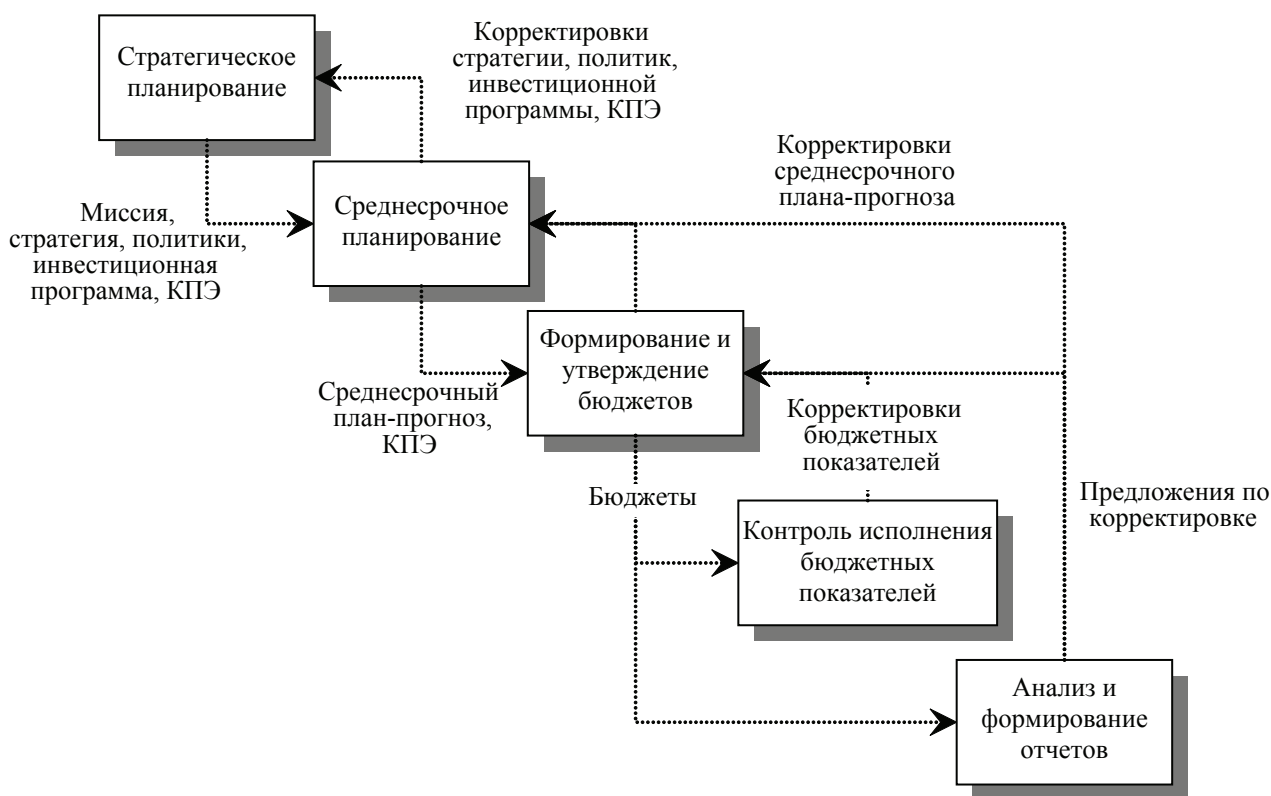 Стратегическое
планирование
Корректировки
стратегии, политик,
инвестиционной
программы, КПЭ
Корректировки
среднесрочного
плана-прогноза
Миссия,
стратегия, политики,
инвестиционная
программа, КПЭ
Среднесрочное
планирование
Формирование и
утверждение
бюджетов
Среднесрочный
план-прогноз,
КПЭ
Корректировки
бюджетных
показателей
Бюджеты
Предложения по
корректировке
Контроль исполнения
бюджетных
показателей
Анализ и
формирование
отчетов